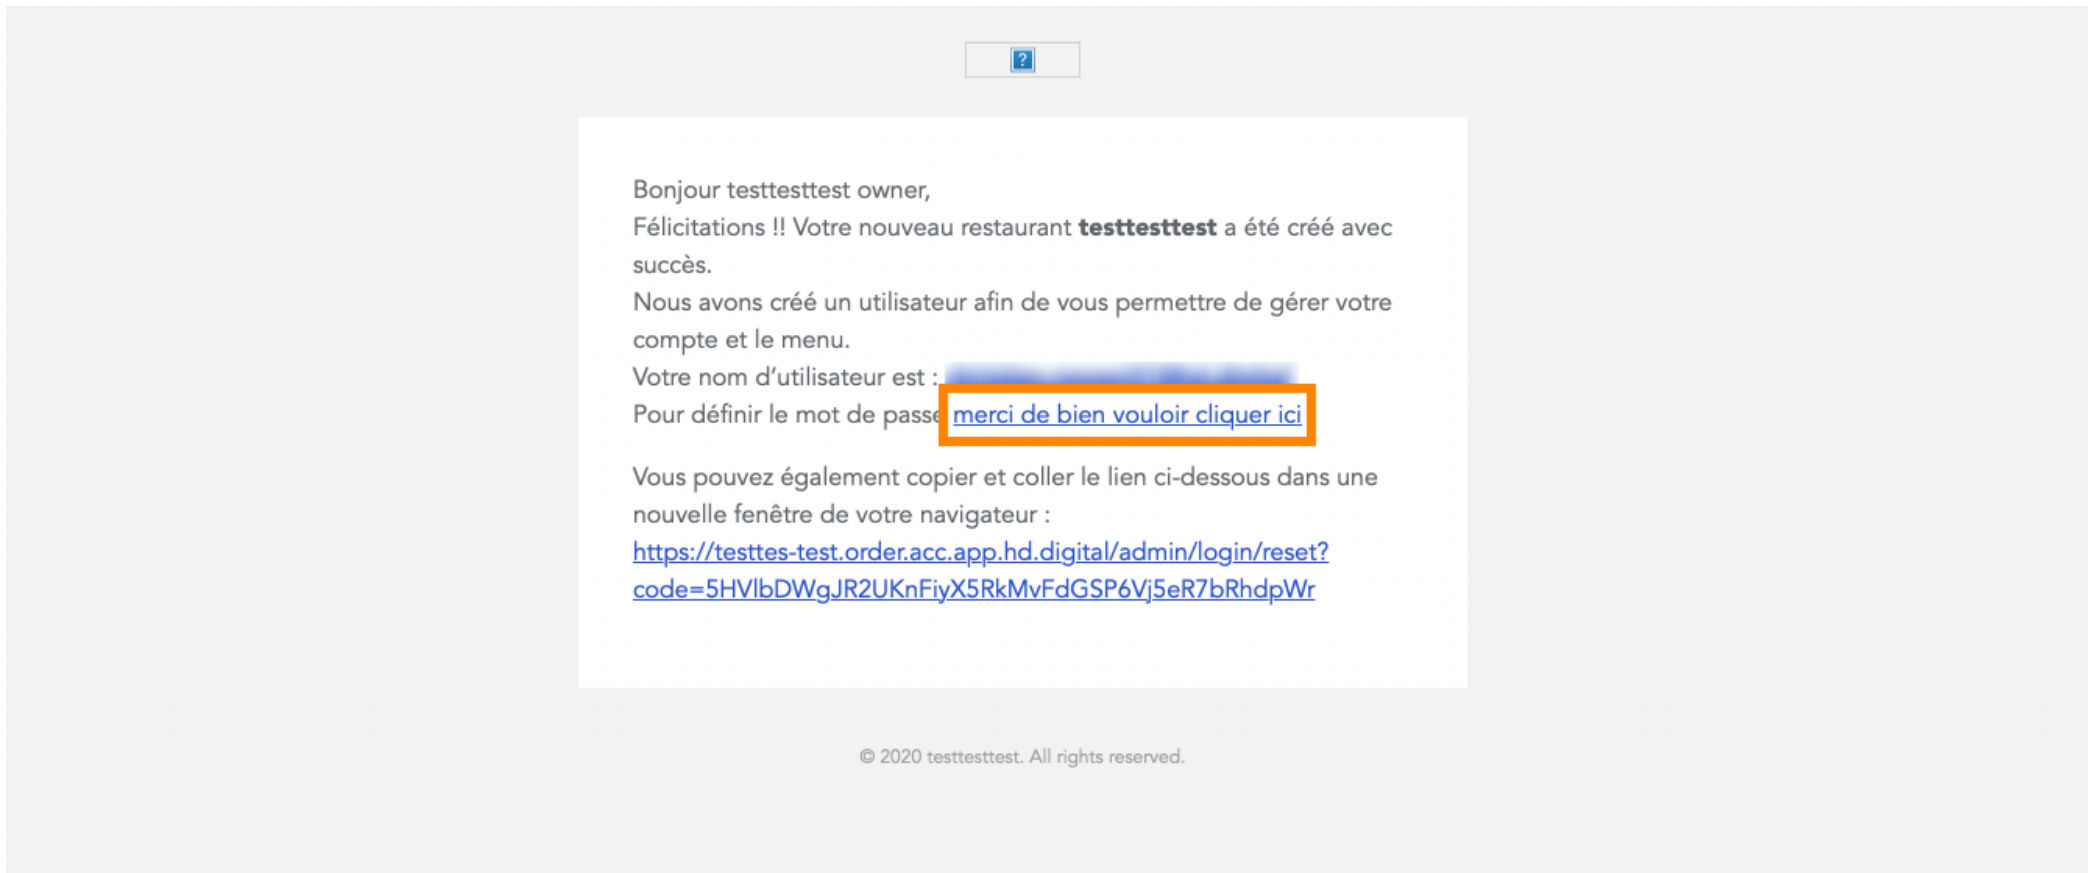 Bonjour testtesttest owner,
Félicitations !! Votre nouveau restaurant testtesttest a été créé avec
succès.
Nous avons créé un utilisateur afin de vous permettre de gérer votre
compte et le menu.
Votre nom d’utilisateur est :
Pour définir le mot de passe merci de bien vouloir cliquer ici
Vous pouvez également copier et coller le lien ci-dessous dans une
nouvelle fenêtre de votre navigateur :
https://testtes-test.order.acc.app.hd.digital/admin/login/reset?
code=5HVlbDWgJR2UKnFiyX5RkMvFdGSP6Vj5eR7bRhdpWr
© 2020 testtesttest. All rights reserved.